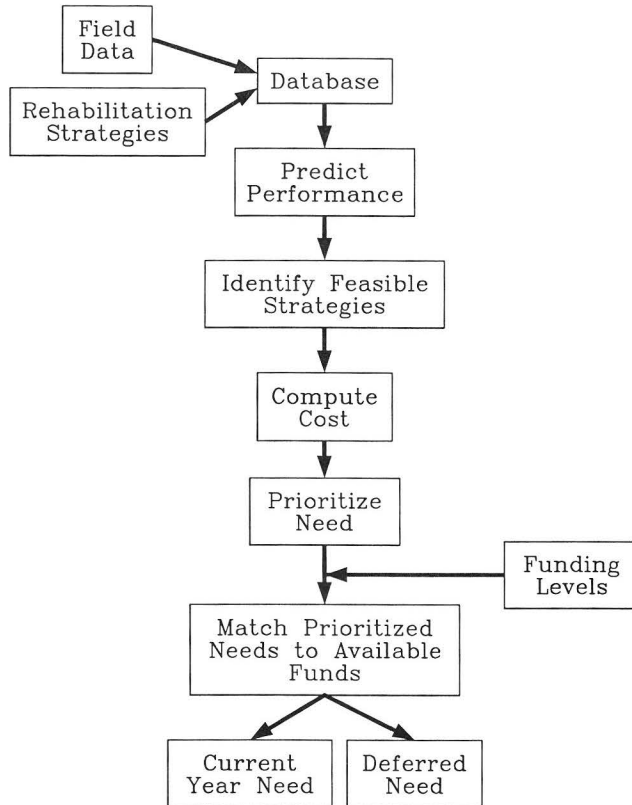 Field
Data
Database
Rehabilitation
Strategies
Predict
Performance
Identify Feasible
Strategies
Compute
Cost
Prioritize
Need
Funding
Levels
Match Prioritized
Needs to Available
Funds
Current
Year Need
Deferred
Need